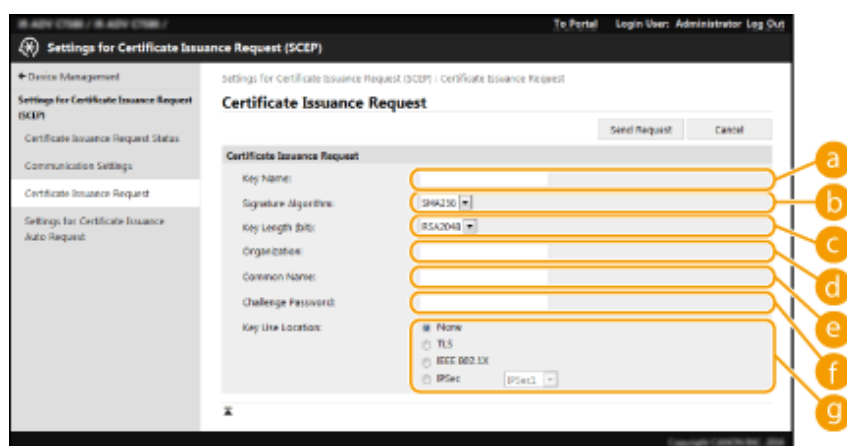 To Portal Login User: Administrator Log Out
Settings for Certificate Issuance Request (SCEP)
Device Management
Settings for Certificate Issuance Request (SCEP) : Certificate Issuance Request
Settings for Certificate Issuance Request
(SCEP)
Certificate Issuance Request
Certificate Issuance Request Status
Send Request Cancel
Communication Settings
Certificate Issuance Request
Certificate Issuance Request
Settings for Certificate Issuance
Auto Request
Key Name:
a
Signature Algorithm: SHA256
b
Key Length (bit): RSA2048
c
Organization:
d
Common Name:
e
Challenge Password:
f
Key Use Location: None
TLS
IEEE 802.1X
IPSec IPSec1
g